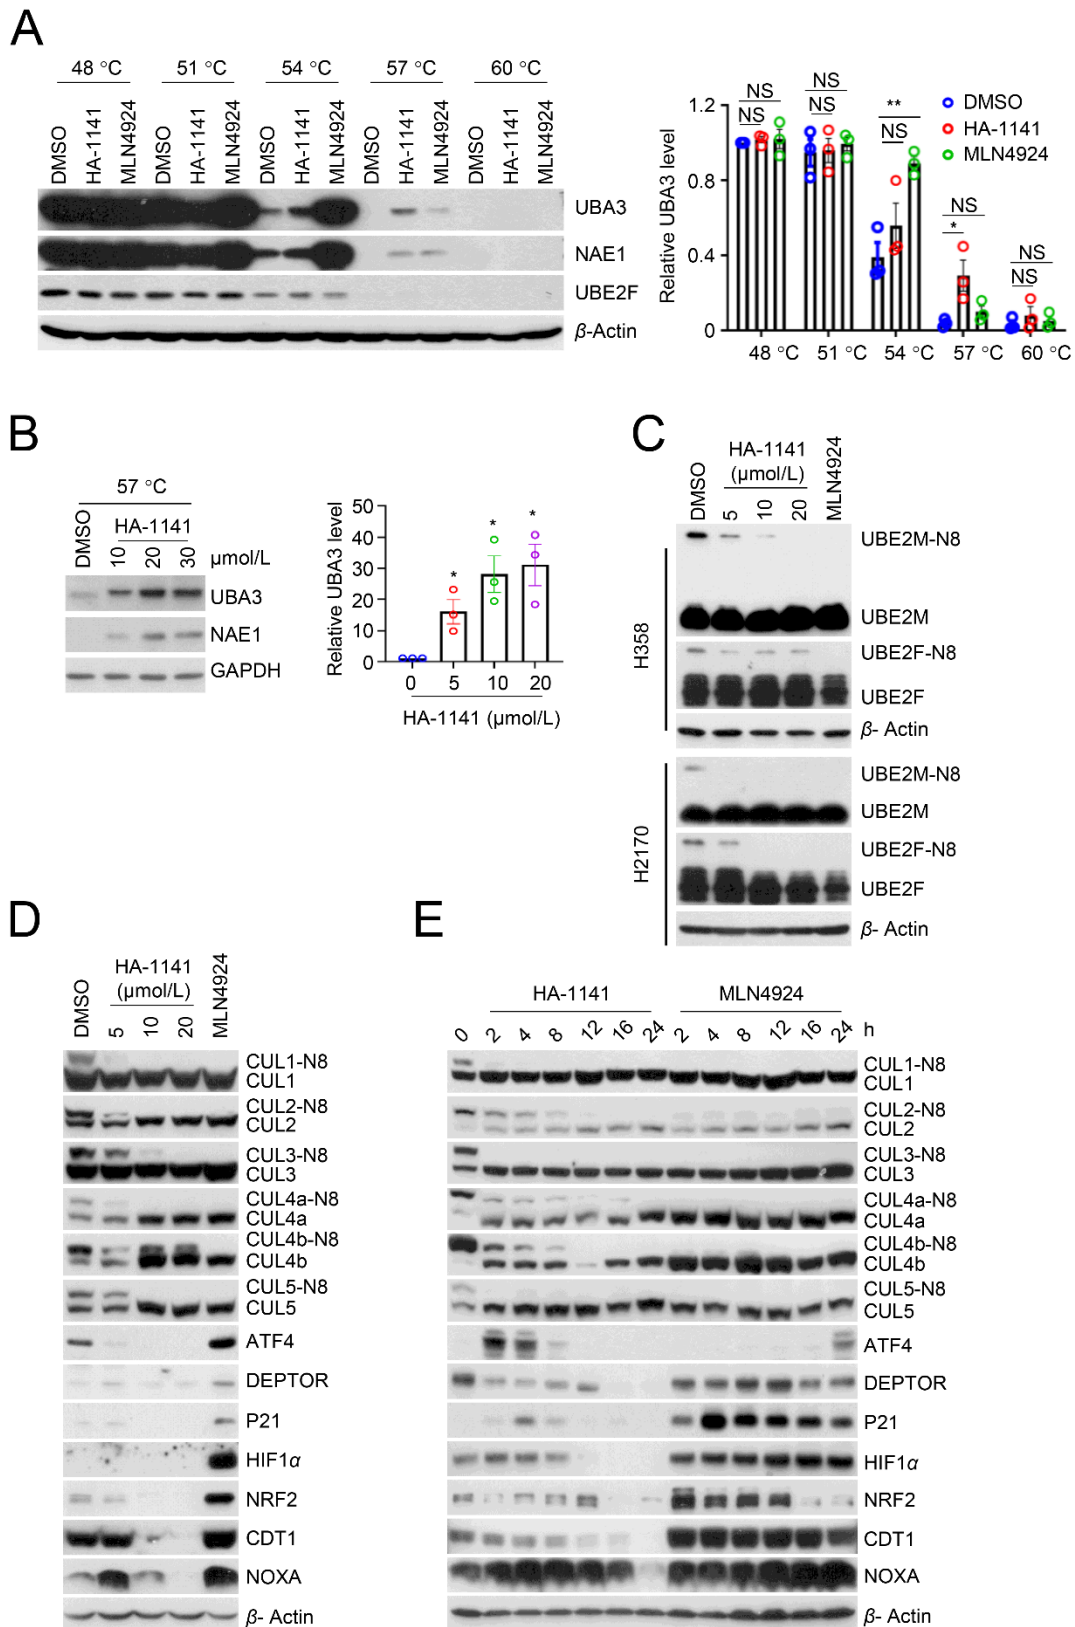 A
48 °C 51 °C 54 °C 57 °C 60 °C
DMSO HA-1141 MLN4924 DMSO HA-1141 MLN4924 DMSO HA-1141 MLN4924 DMSO HA-1141 MLN4924 DMSO HA-1141 MLN4924
UBA3
NAE1
UBE2F
β-Actin
Relative UBA3 level
1.2
0.8
0.4
0
NS NS ** NS NS
NS NS NS * NS
DMSO
HA-1141
MLN4924
48 °C 51 °C 54 °C 57 °C 60 °C
B
57 °C
DMSO HA-1141
10 20 30 μmol/L
UBA3
NAE1
GAPDH
Relative UBA3 level
50
40
30
20
10
0
* * *
0 5 10 20
HA-1141 (μmol/L)
C
DMSO HA-1141 MLN4924
(μmol/L)
5 10 20
H358
UBE2M-N8
UBE2M
UBE2F-N8
UBE2F
β- Actin
H2170
UBE2M-N8
UBE2M
UBE2F-N8
UBE2F
β- Actin
D
DMSO HA-1141 MLN4924
(μmol/L)
5 10 20
CUL1-N8
CUL1
CUL2-N8
CUL2
CUL3-N8
CUL3
CUL4a-N8
CUL4a
CUL4b-N8
CUL4b
CUL5-N8
CUL5
ATF4
DEPTOR
P21
HIF1α
NRF2
CDT1
NOXA
β- Actin
E
HA-1141 MLN4924
0 2 4 8 12 16 24 2 4 8 12 16 24 h
CUL1-N8
CUL1
CUL2-N8
CUL2
CUL3-N8
CUL3
CUL4a-N8
CUL4a
CUL4b-N8
CUL4b
CUL5-N8
CUL5
ATF4
DEPTOR
P21
HIF1α
NRF2
CDT1
NOXA
β- Actin